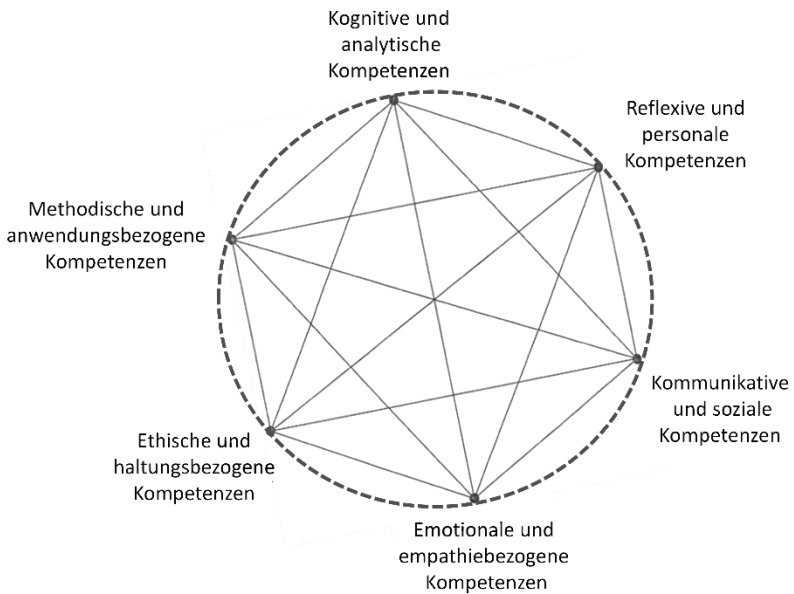 Kognitive und
analytische
Kompetenzen
Reflexive und
personale
Kompetenzen
Methodische und
anwendungsbezogene
Kompetenzen
Kommunikative
und soziale
Kompetenzen
Ethische und
haltungsbezogene
Kompetenzen
Emotionale und
empathiebezogene
Kompetenzen